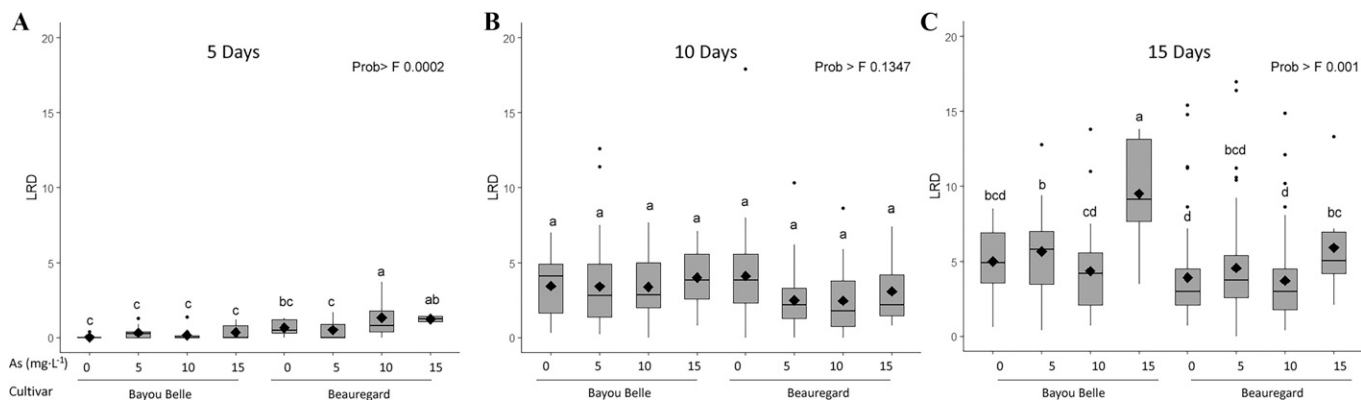 A
5 Days
Prob> F 0.0002
20
15
10
5
0
LRD
c
c
c
c
bc
c
a
ab
B
10 Days
Prob > F 0.1347
20
15
10
5
0
LRD
a
a
a
a
a
a
a
a
C
15 Days
Prob > F 0.001
20
15
10
5
0
LRD
bcd
b
cd
a
d
bcd
d
bc
As (mg·L⁻¹)
0 5 10 15 0 5 10 15
0 5 10 15 0 5 10 15
0 5 10 15 0 5 10 15
Cultivar
Bayou Belle Beauregard
Bayou Belle Beauregard
Bayou Belle Beauregard